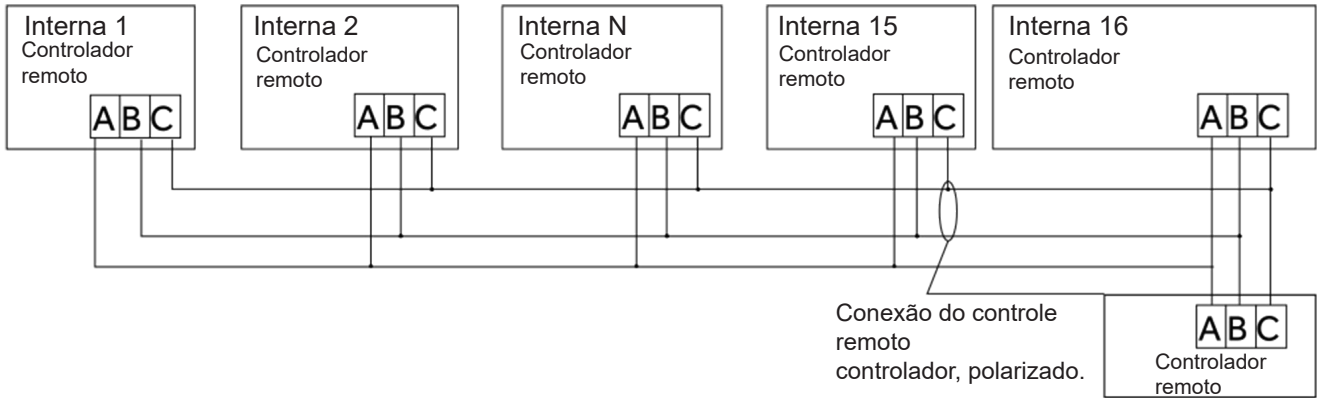 Interna 1
Controlador
remoto
A B C
Interna 2
Controlador
remoto
A B C
Interna N
Controlador
remoto
A B C
Interna 15
Controlador
remoto
A B C
Interna 16
Controlador
remoto
A B C
Conexão do controle
remoto
controlador, polarizado.
A B C
Controlador
remoto